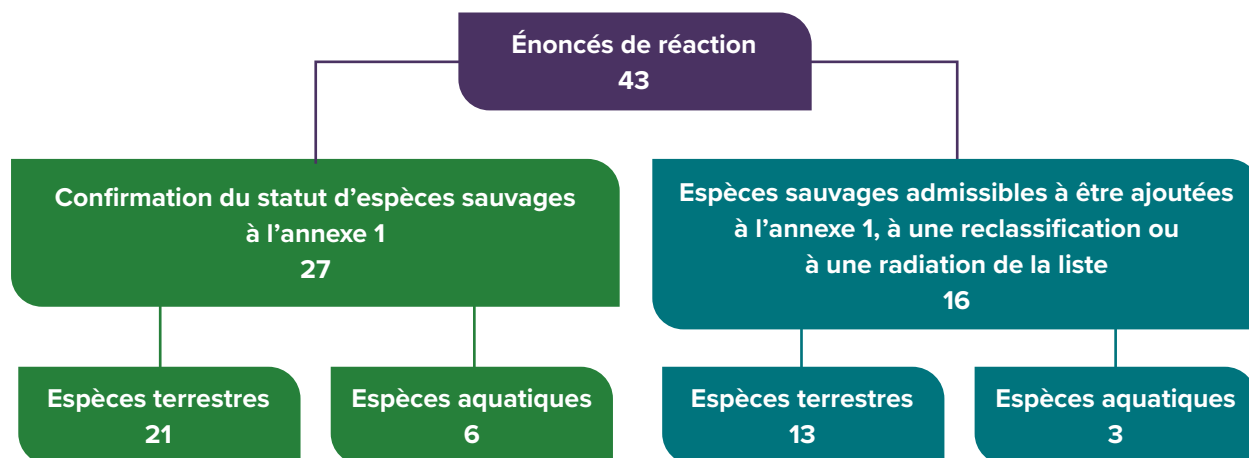 Énoncés de réaction
43
Confirmation du statut d’espèces sauvages
à l’annexe 1
27
Espèces sauvages admissibles à être ajoutées
à l’annexe 1, à une reclassification ou
à une radiation de la liste
16
Espèces terrestres
21
Espèces aquatiques
6
Espèces terrestres
13
Espèces aquatiques
3